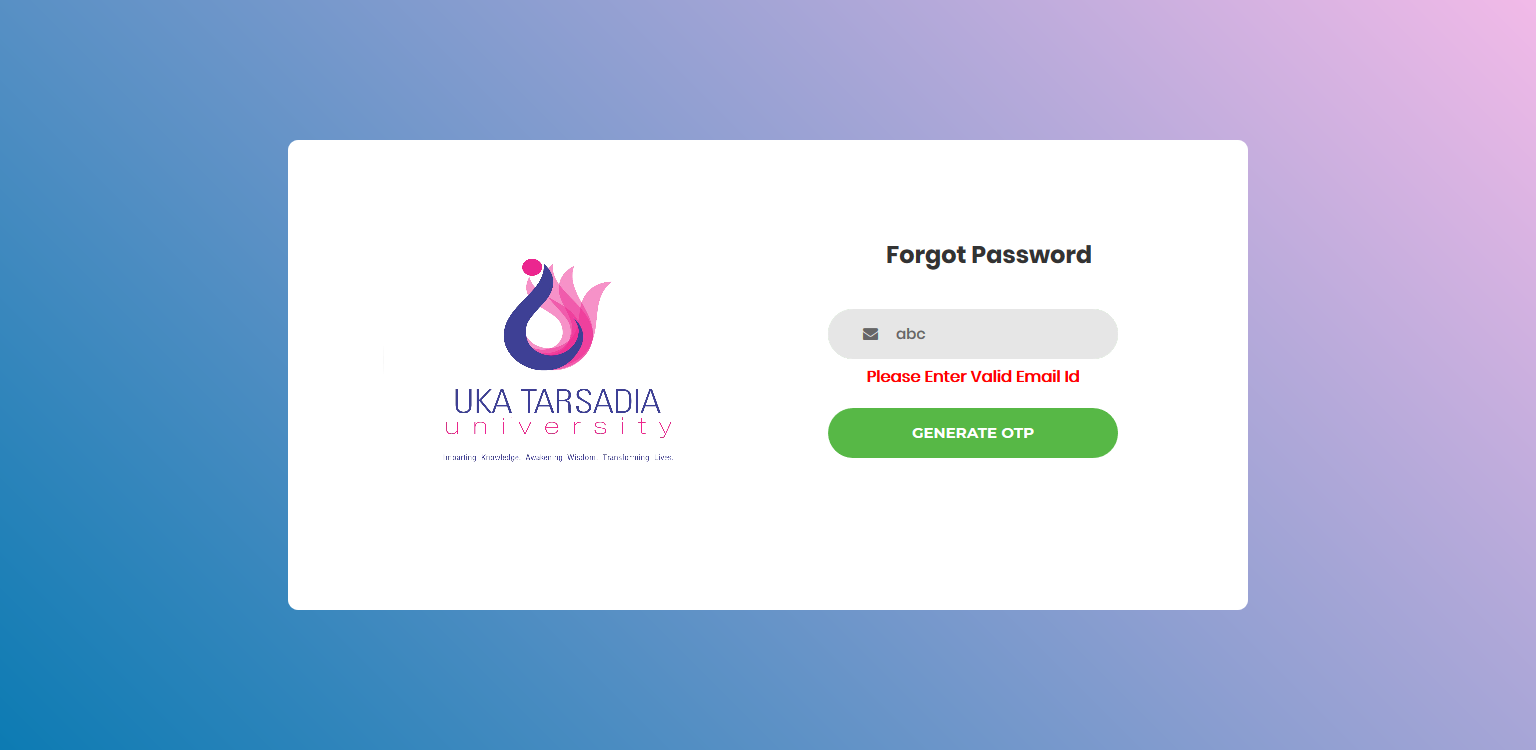 UKA TARSADIA
university
Imparting Knowledge. Awakening Wisdom. Transforming Lives.
Forgot Password
abc
Please Enter Valid Email Id
GENERATE OTP